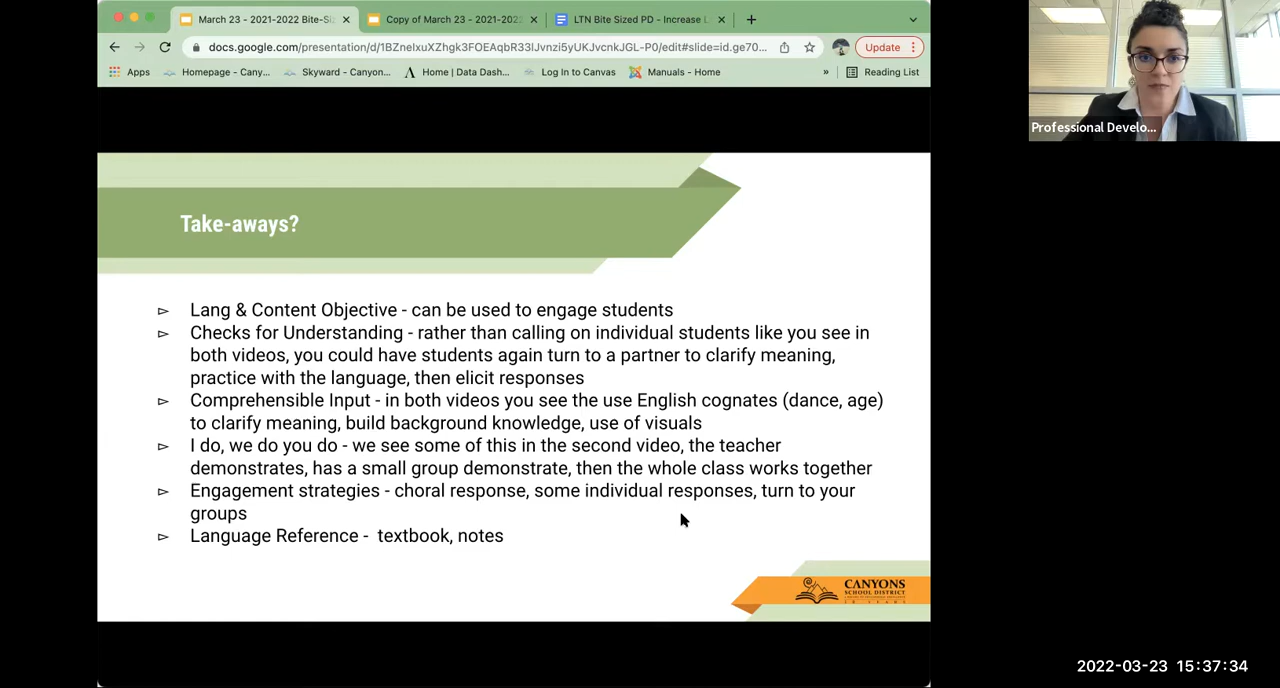 March 23 - 2021-2022 Bite-Si
Copy of March 23 - 2021-202
LTN Bite Sized PD - Increase L
docs.google.com/presentation/d/1BZneIxuXZhgk3FOEAqbR33lJvnzi5yUKJvcnkJGL-P0/edit#slide=id.ge70...
Update
Apps
Homepage - Cany...
Skyward - Canyon...
Home | Data Dash...
Log In to Canvas
Manuals - Home
»
Reading List
Professional Develo...
Take-aways?
Lang & Content Objective - can be used to engage students
Checks for Understanding - rather than calling on individual students like you see in
both videos, you could have students again turn to a partner to clarify meaning,
practice with the language, then elicit responses
Comprehensible Input - in both videos you see the use English cognates (dance, age)
to clarify meaning, build background knowledge, use of visuals
I do, we do you do - we see some of this in the second video, the teacher
demonstrates, has a small group demonstrate, then the whole class works together
Engagement strategies - choral response, some individual responses, turn to your
groups
Language Reference - textbook, notes
CANYONS
SCHOOL DISTRICT
2022-03-23 15:37:34